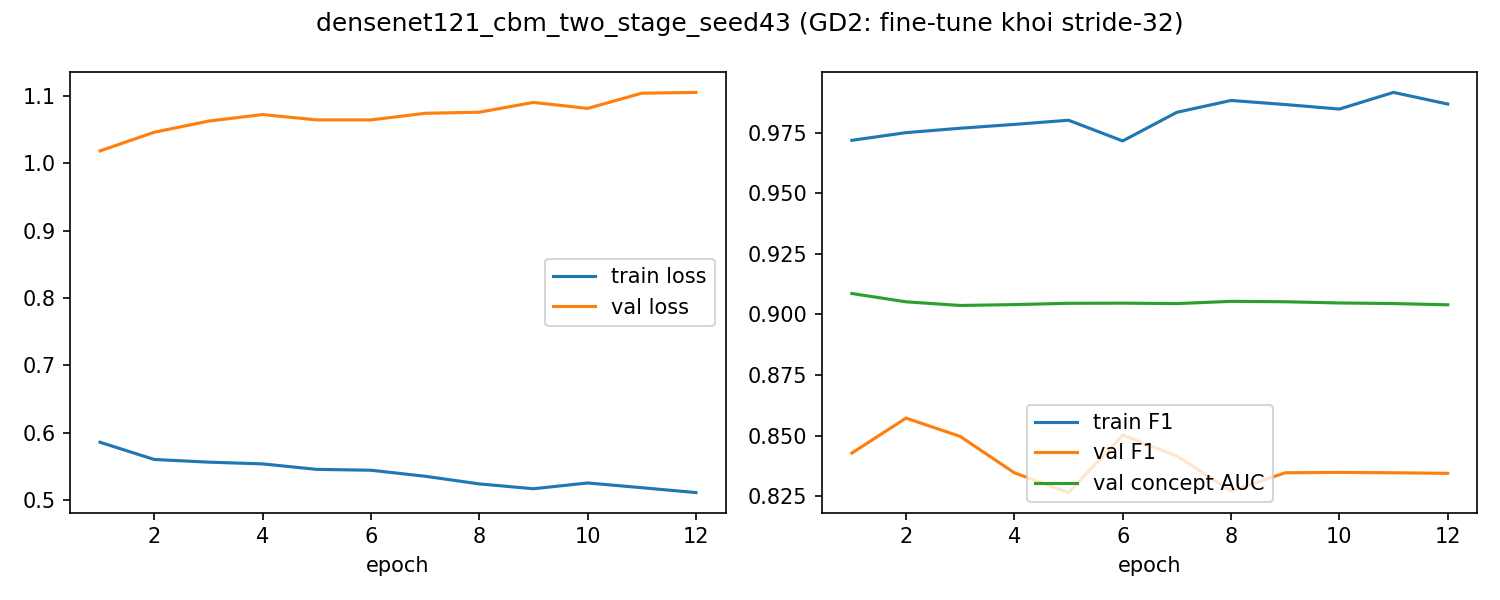 densenet121_cbm_two_stage_seed43 (GD2: fine-tune khoi stride-32)
1.1
1.0
0.9
0.8
0.7
0.6
0.5
train loss
val loss
2 4 6 8 10 12
epoch
0.975
0.950
0.925
0.900
0.875
0.850
0.825
train F1
val F1
val concept AUC
2 4 6 8 10 12
epoch